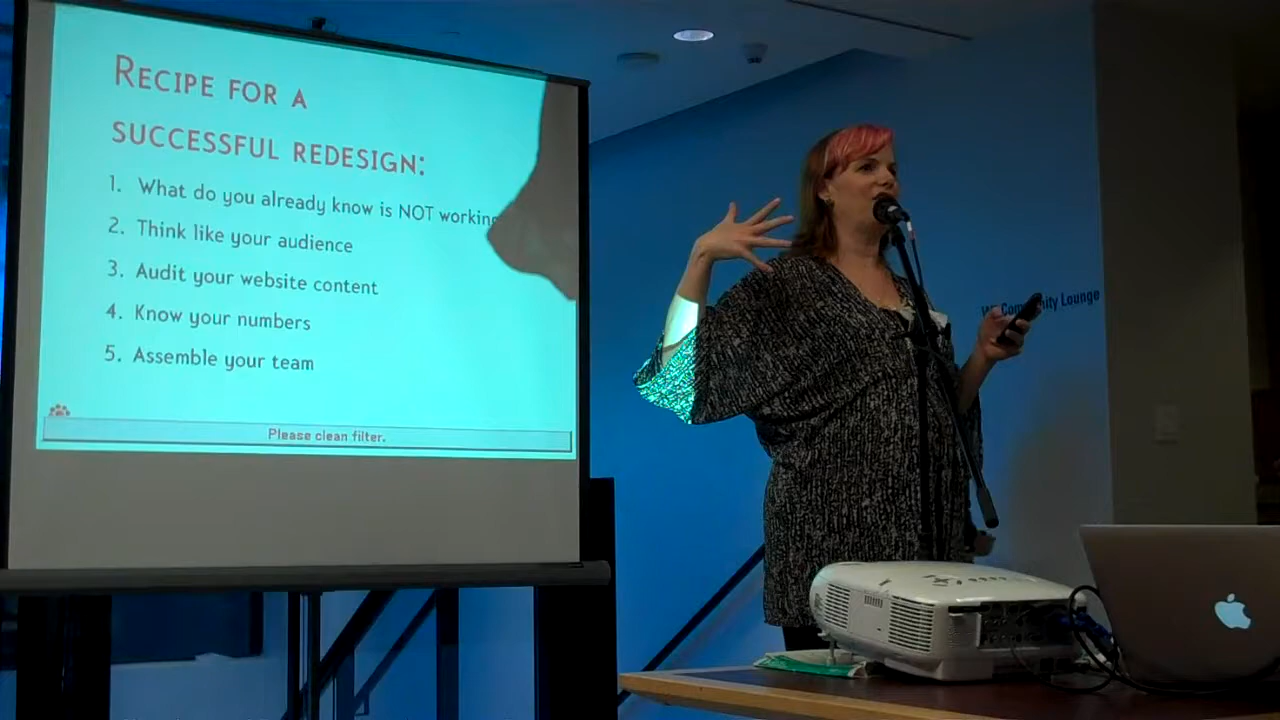 RECIPE FOR A
SUCCESSFUL REDESIGN:
1. What do you already know is NOT working
2. Think like your audience
3. Audit your website content
4. Know your numbers
5. Assemble your team
Please clean filter.
Community Lounge